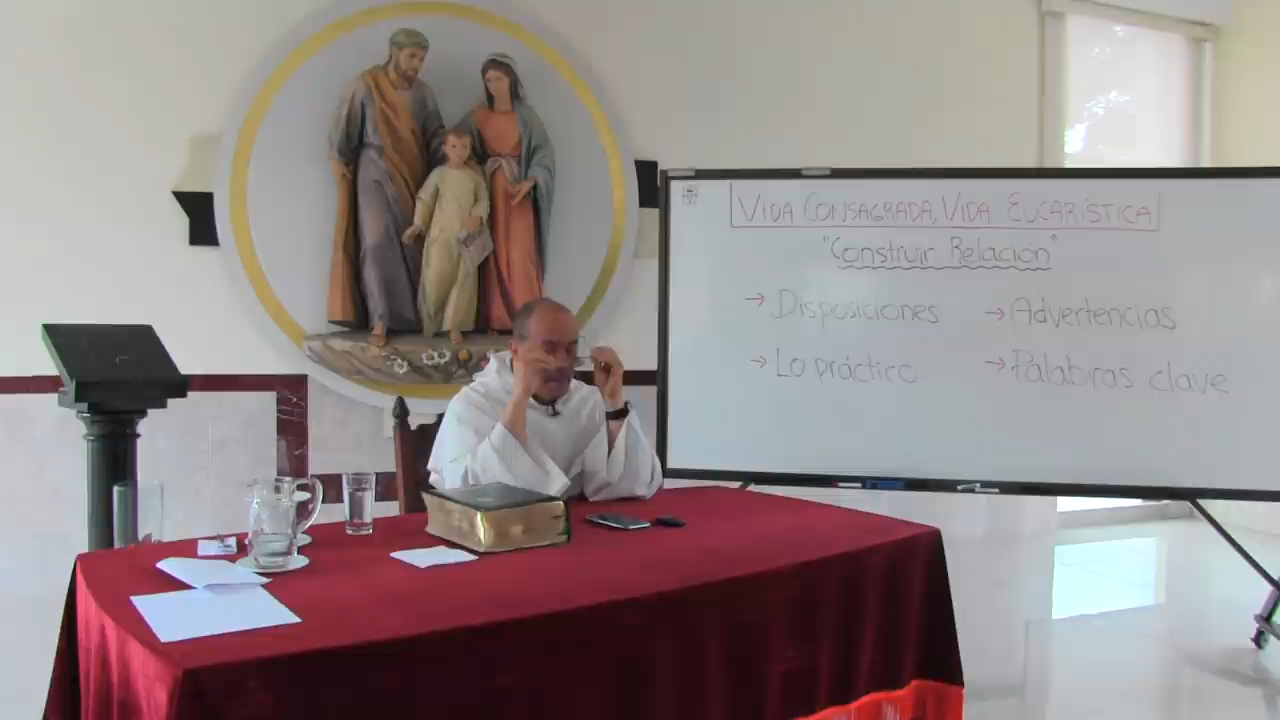 VIDA CONSAGRADA, VIDA EUCARÍSTICA
"Construir Relación"
→ Disposiciones → Advertencias
→ Lo práctico → Palabras clave